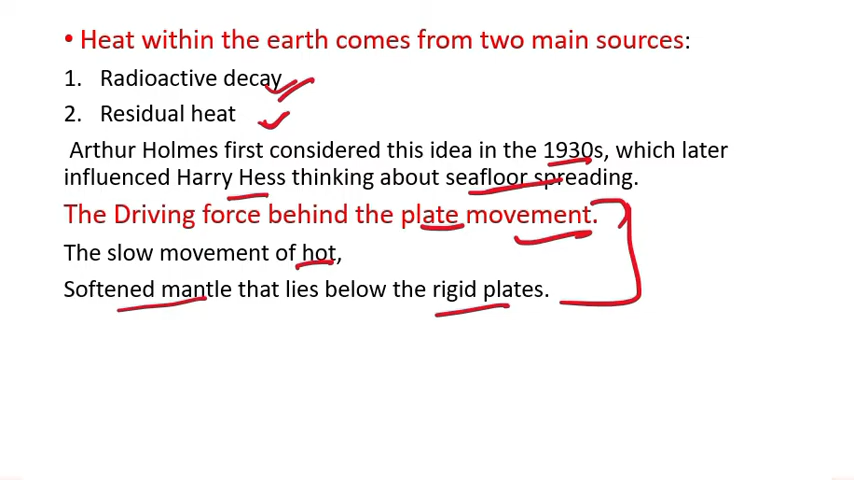 • Heat within the earth comes from two main sources:
1. Radioactive decay
2. Residual heat
Arthur Holmes first considered this idea in the 1930s, which later
influenced Harry Hess thinking about seafloor spreading.
The Driving force behind the plate movement.
The slow movement of hot,
Softened mantle that lies below the rigid plates.